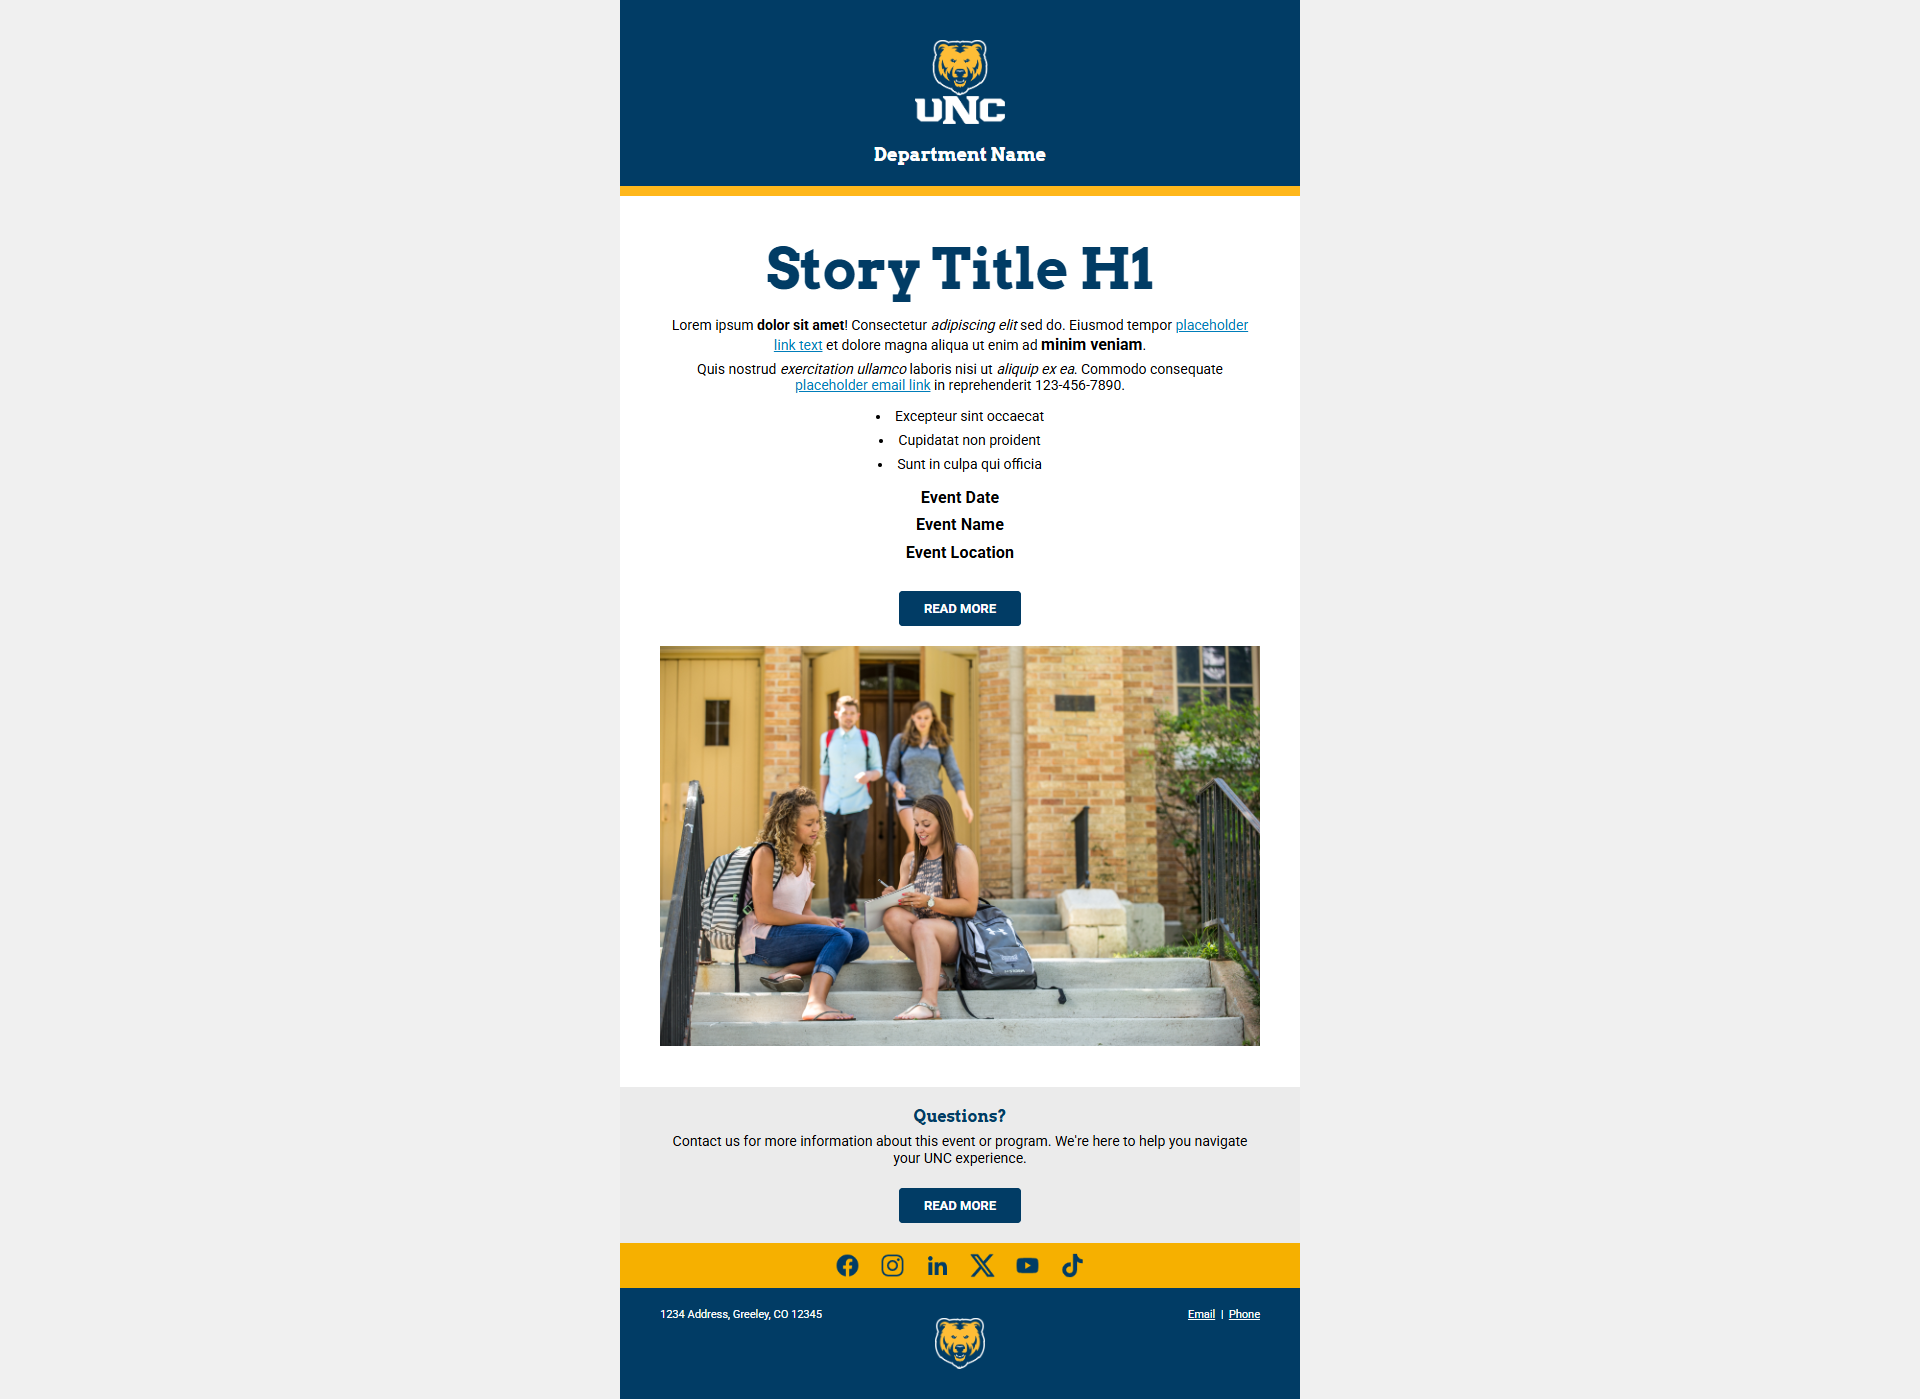 UNC
Department Name
Story Title H1
Lorem ipsum dolor sit amet! Consectetur adipiscing elit sed do. Eiusmod tempor placeholder
link text et dolore magna aliqua ut enim ad minim veniam.
Quis nostrud exercitation ullamco laboris nisi ut aliquip ex ea. Commodo consequate
placeholder email link in reprehenderit 123-456-7890.
• Excepteur sint occaecat
• Cupidatat non proident
• Sunt in culpa qui officia
Event Date
Event Name
Event Location
READ MORE
Questions?
Contact us for more information about this event or program. We're here to help you navigate
your UNC experience.
READ MORE
1234 Address, Greeley, CO 12345
Email | Phone